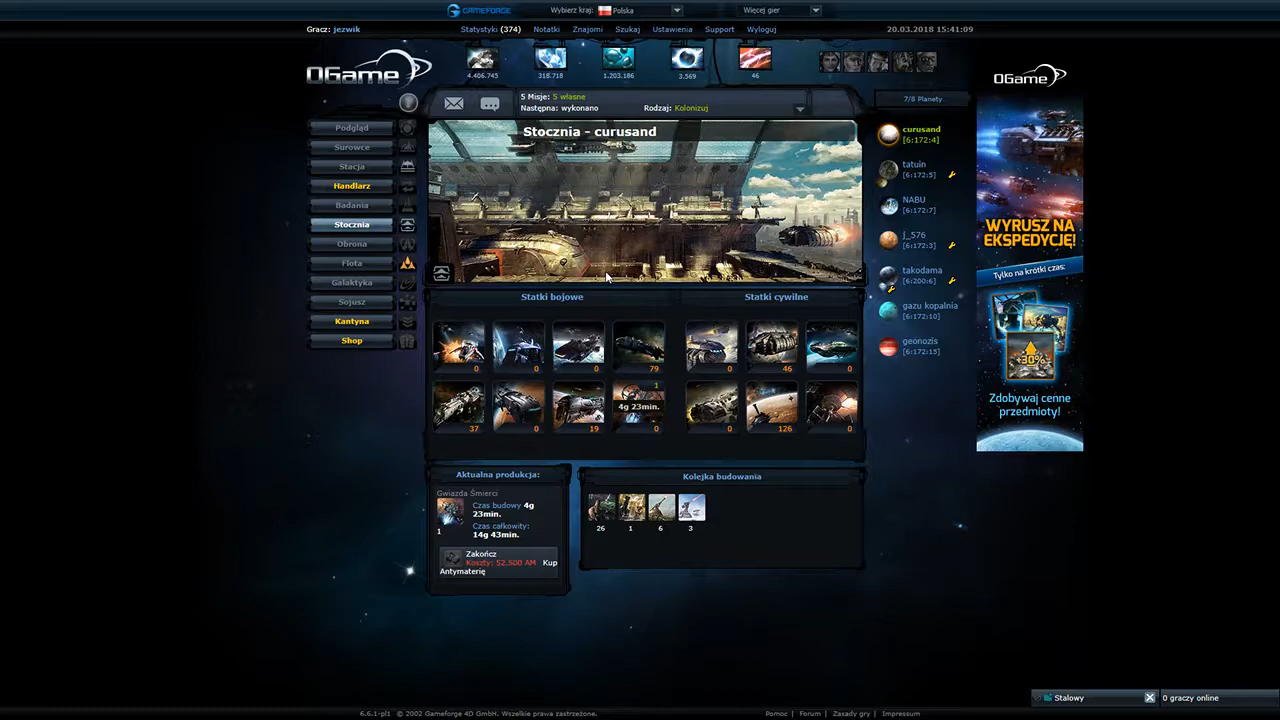 GAMEFORGE
Wybierz kraj: Polska
Więcej gier
Gracz: jezwik
Statystyki (374) Notatki Znajomi Szukaj Ustawienia Support Wyloguj
20.03.2018 15:41:09
OGame
4.406.745 318.718 1.203.186 3.569 46
OGame
5 Misje: 5 własne
Następna: wykonano Rodzaj: Kolonizuj
7/8 Planety
Podgląd
Surowce
Stacja
Handlarz
Badania
Stocznia
Obrona
Flota
Galaktyka
Sojusz
Kantyna
Shop
Stocznia - curusand
curusand
[6:172:4]
tatuin
[6:172:5]
NABU
[6:172:7]
j_576
[6:172:3]
takodama
[6:200:6]
gazu kopalnia
[6:172:10]
geonozis
[6:172:15]
WYRUSZ NA
EKSPEDYCJĘ!
Tylko na krótki czas:
+30%
Zdobywaj cenne
przedmioty!
Statki bojowe Statki cywilne
0 0 0 79 0 46 0
1
4g 23min.
37 0 19 0 0 126 0
Aktualna produkcja:
Gwiazda Śmierci
Czas budowy 4g
23min.
Czas całkowity:
14g 43min.
1
Zakończ
Koszty: 52.500 AM Kup
Antymaterię
Kolejka budowania
26 1 6 3
Stalowy
0 graczy online
6.6.1-pl1 © 2002 Gameforge 4D GmbH. Wszelkie prawa zastrzeżone.
Pomoc | Forum | Zasady gry | Impressum